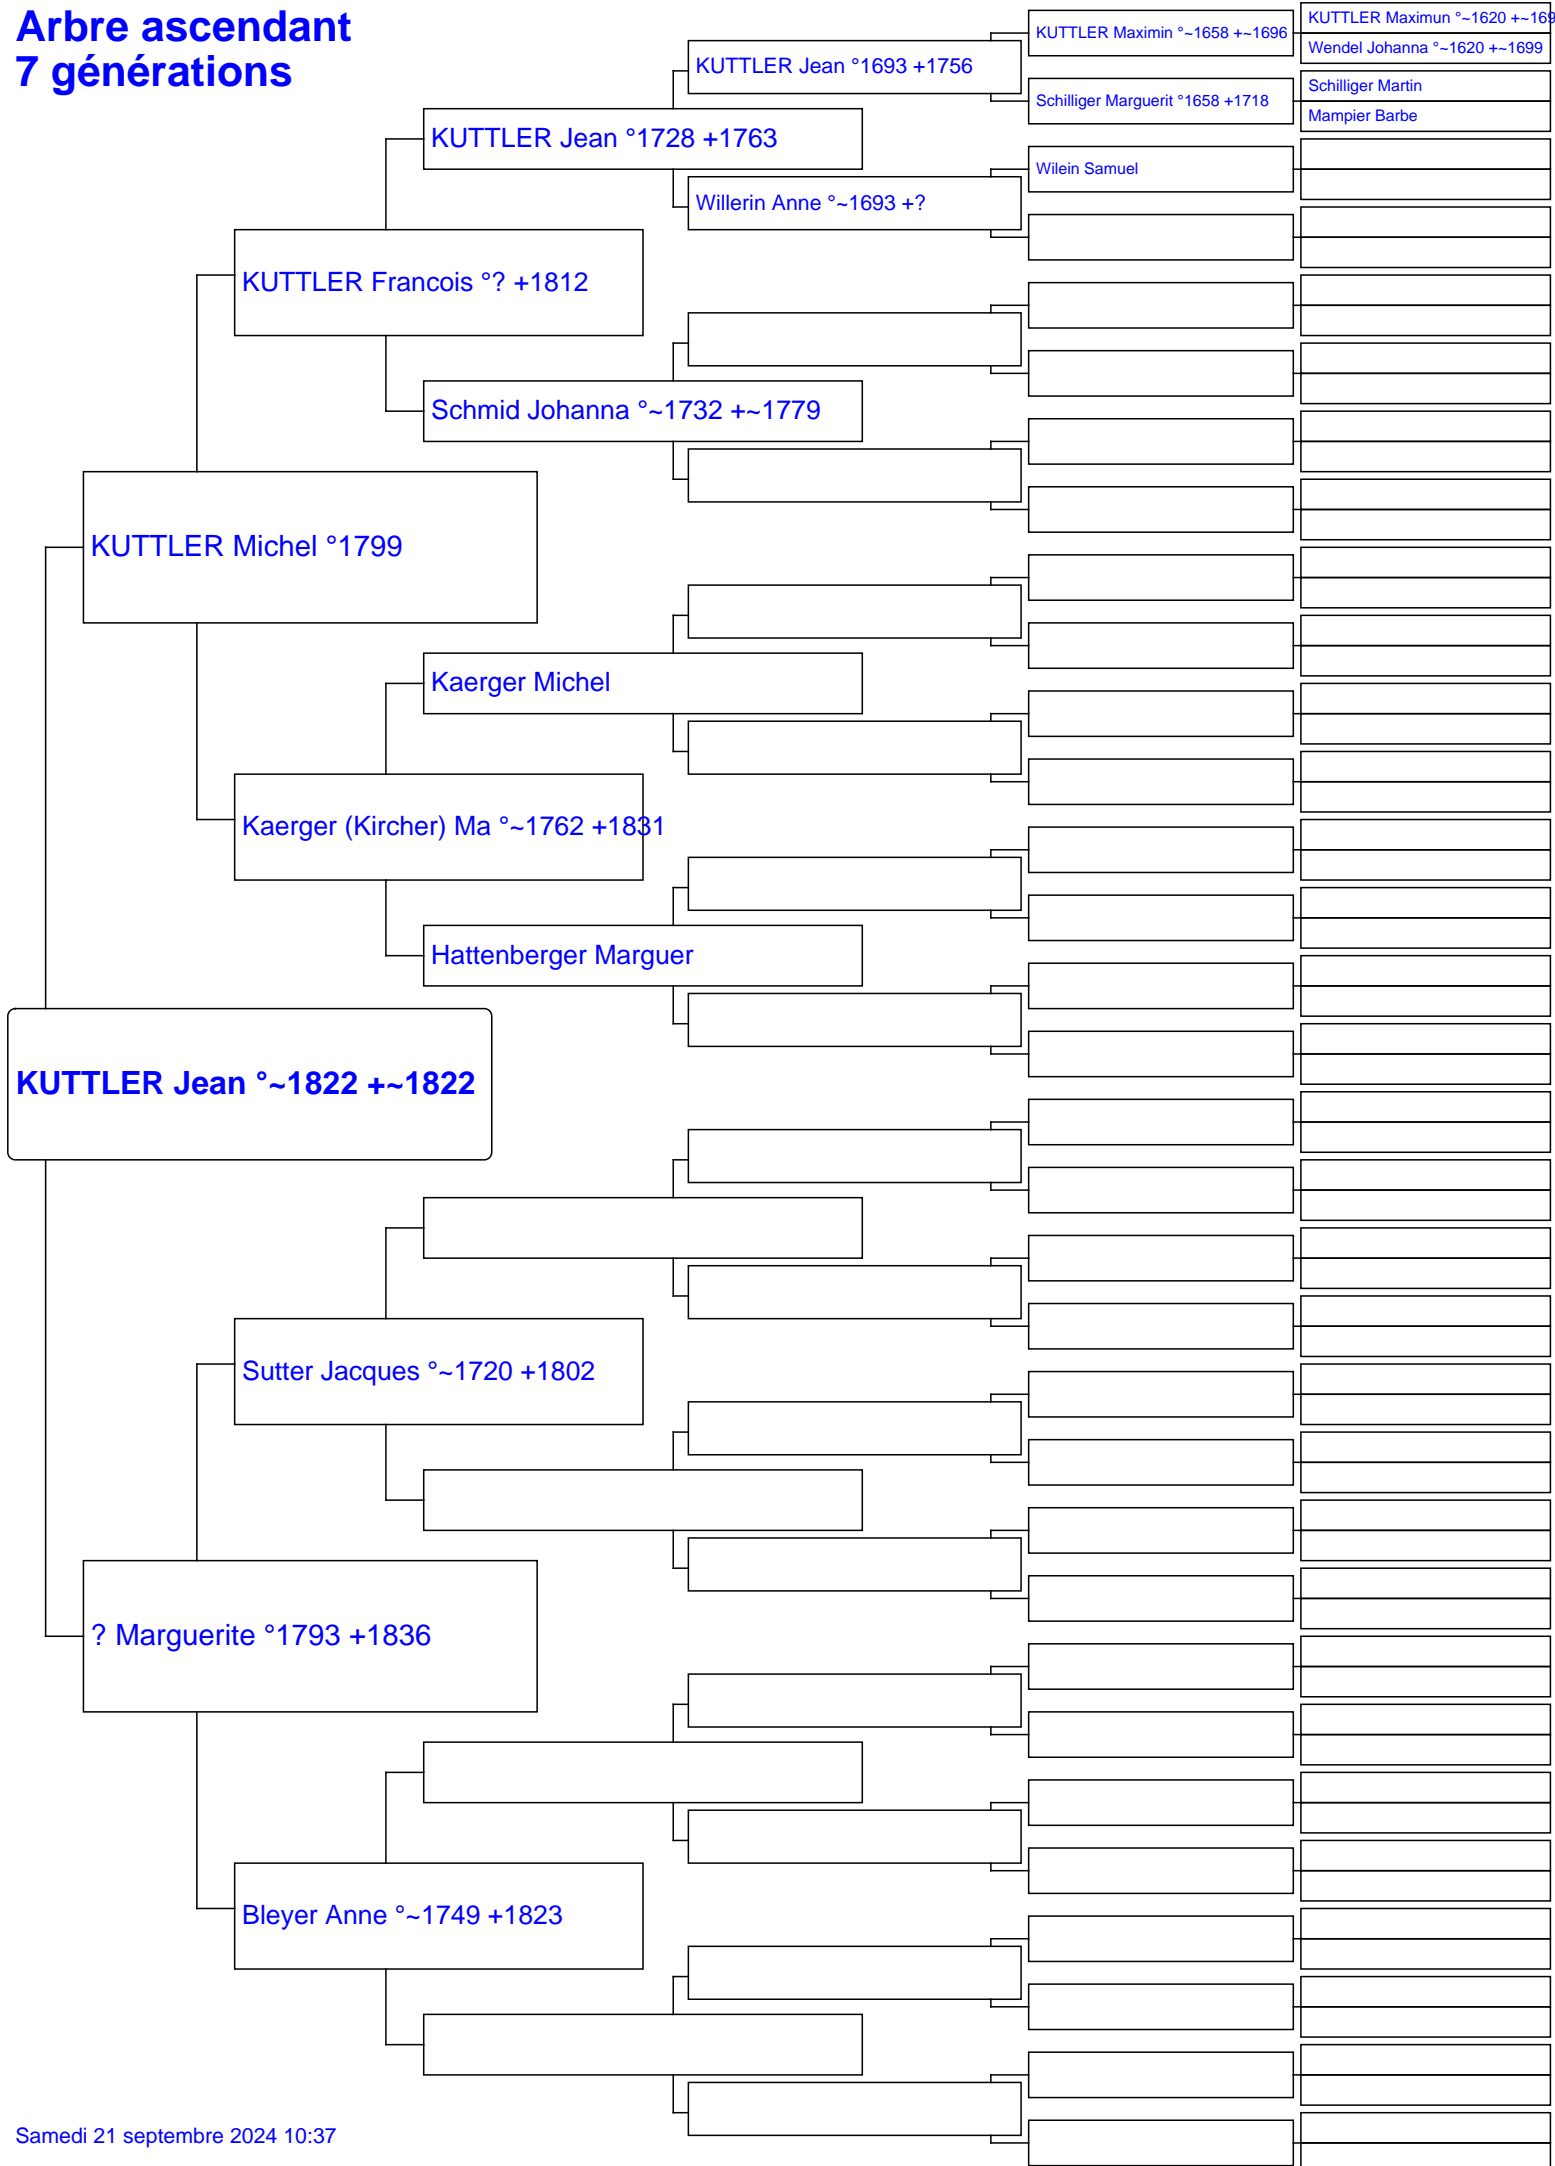 Arbre ascendant
7 générations
KUTTLER Maximin °~1658 +~1696
KUTTLER Maximun °~1620 +~169
Wendel Johanna °~1620 +~1699
KUTTLER Jean °1693 +1756
Schilliger Marguerit °1658 +1718
Schilliger Martin
Mampier Barbe
KUTTLER Jean °1728 +1763
Wilein Samuel
Willerin Anne °~1693 +?
KUTTLER Francois °? +1812
Schmid Johanna °~1732 +~1779
KUTTLER Michel °1799
Kaerger Michel
Kaerger (Kircher) Ma °~1762 +1831
Hattenberger Marguer
KUTTLER Jean °~1822 +~1822
Sutter Jacques °~1720 +1802
? Marguerite °1793 +1836
Bleyer Anne °~1749 +1823
Samedi 21 septembre 2024 10:37